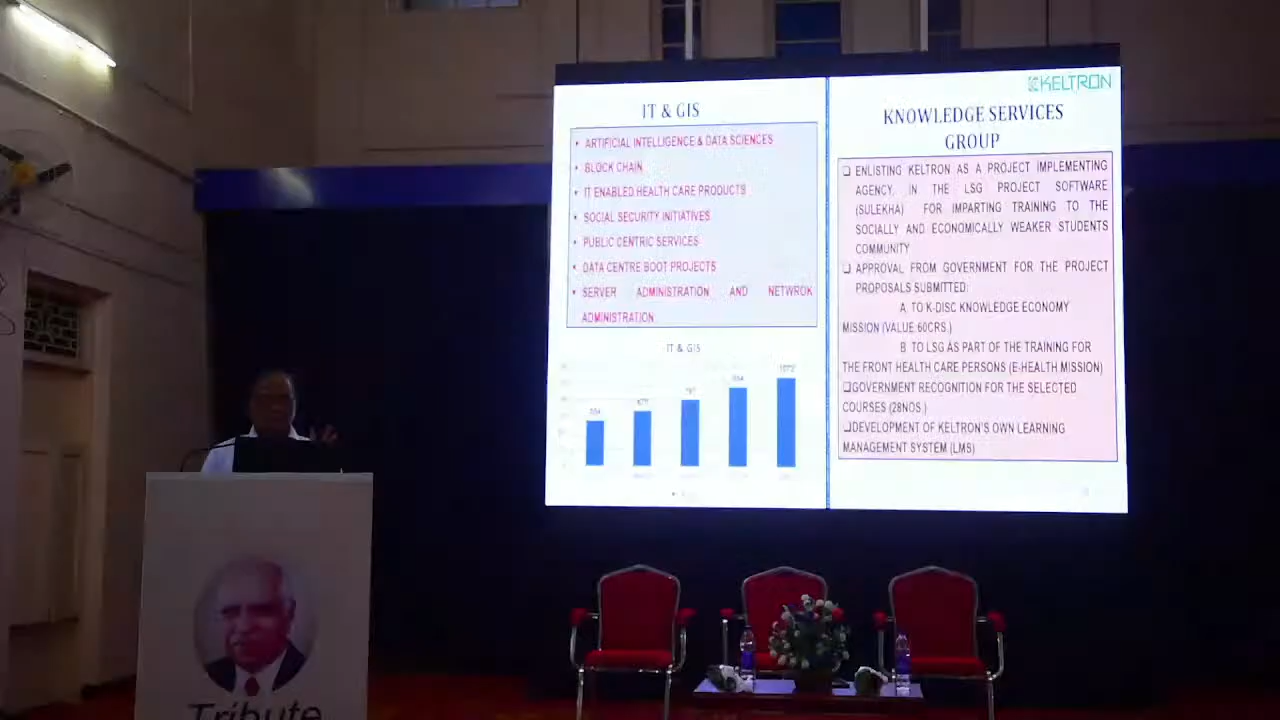 KELTRON
IT & GIS
• ARTIFICIAL INTELLIGENCE & DATA SCIENCES
• BLOCK CHAIN
• IT ENABLED HEALTH CARE PRODUCTS
• SOCIAL SECURITY INITIATIVES
• PUBLIC CENTRIC SERVICES
• DATA CENTRE BOOT PROJECTS
• SERVER ADMINISTRATION AND NETWROK
ADMINISTRATION
IT & GIS
KNOWLEDGE SERVICES
GROUP
❑ ENLISTING KELTRON AS A PROJECT IMPLEMENTING
AGENCY IN THE LSG PROJECT SOFTWARE
(SULEKHA) FOR IMPARTING TRAINING TO THE
SOCIALLY AND ECONOMICALLY WEAKER STUDENTS
COMMUNITY
❑ APPROVAL FROM GOVERNMENT FOR THE PROJECT
PROPOSALS SUBMITTED:
A TO K-DISC KNOWLEDGE ECONOMY
MISSION (VALUE 60CRS.)
B TO LSG AS PART OF THE TRAINING FOR
THE FRONT HEALTH CARE PERSONS (E-HEALTH MISSION)
❑GOVERNMENT RECOGNITION FOR THE SELECTED
COURSES (28NOS.)
❑DEVELOPMENT OF KELTRON'S OWN LEARNING
MANAGEMENT SYSTEM (LMS)
Tribute